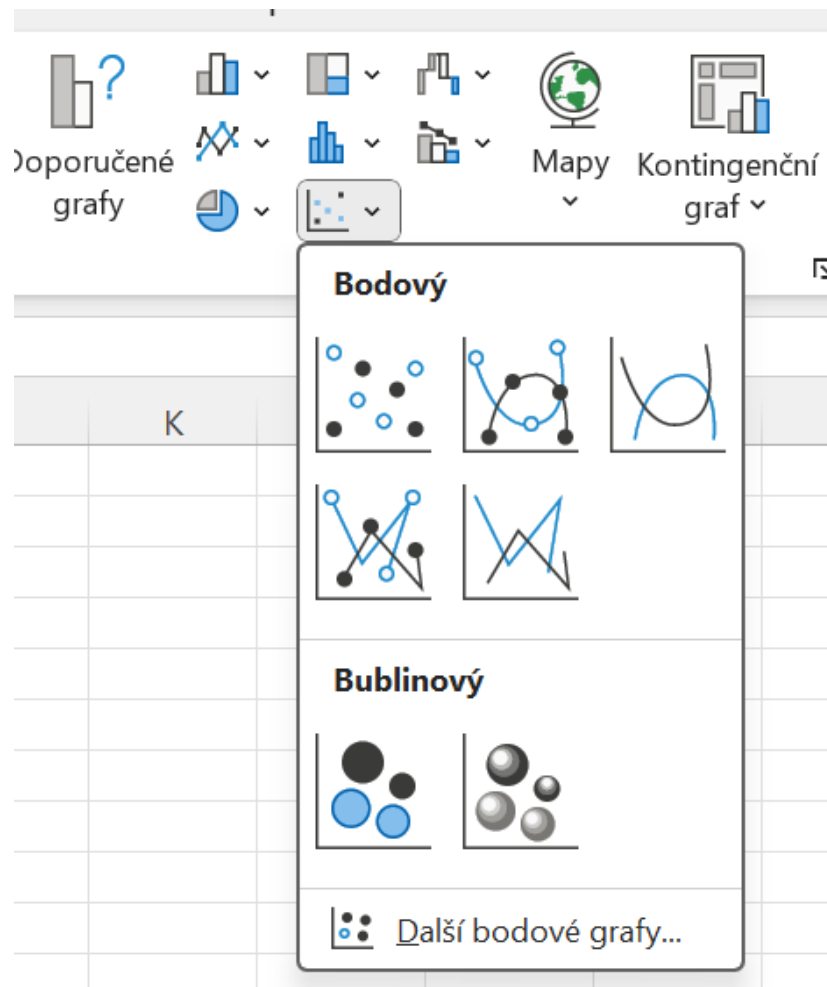 Doporučené
grafy
Mapy
Kontingenční
graf
Bodový
K
Bublinový
Další bodové grafy...